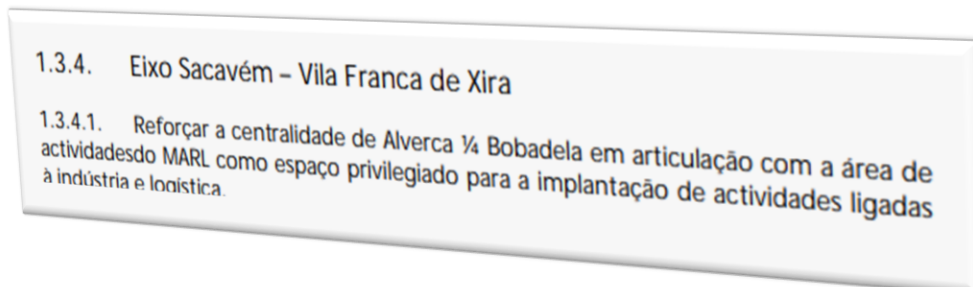 1.3.4. Eixo Sacavém – Vila Franca de Xira
1.3.4.1. Reforçar a centralidade de Alverca ¼ Bobadela em articulação com a área de
actividadesdo MARL como espaço privilegiado para a implantação de actividades ligadas
à indústria e logística.